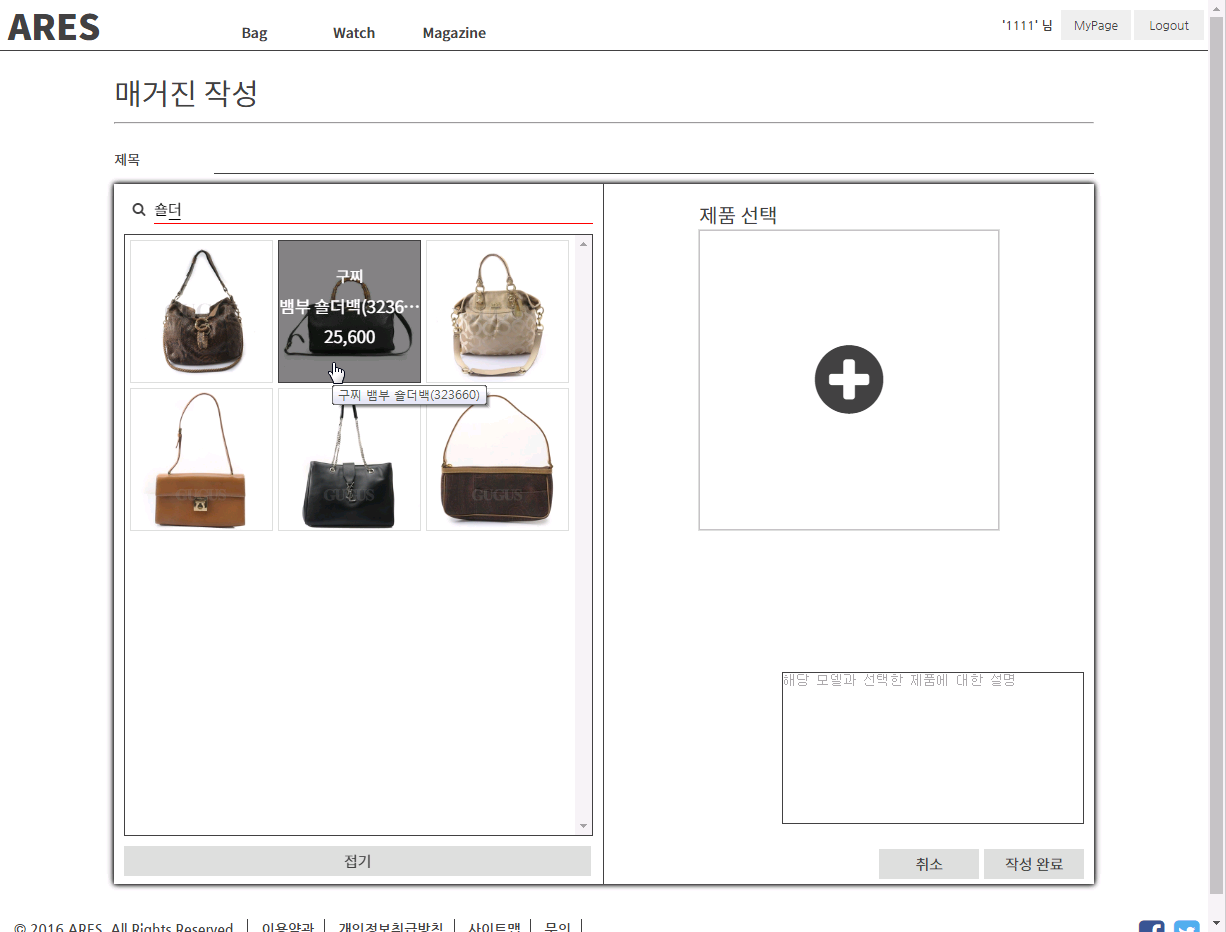 ARES
Bag Watch Magazine
'1111' 님 MyPage Logout
매거진 작성
제목
숄더
구찌
뱀부 숄더백(3236…
25,600
구찌 뱀부 숄더백(323660)
GUGUS
GUGUS
GUGUS
접기
제품 선택
해당 모델과 선택한 제품에 대한 설명
취소 작성 완료
© 2016 ARES. All Rights Reserved. 이용약관 개인정보취급방침 사이트맵 문의